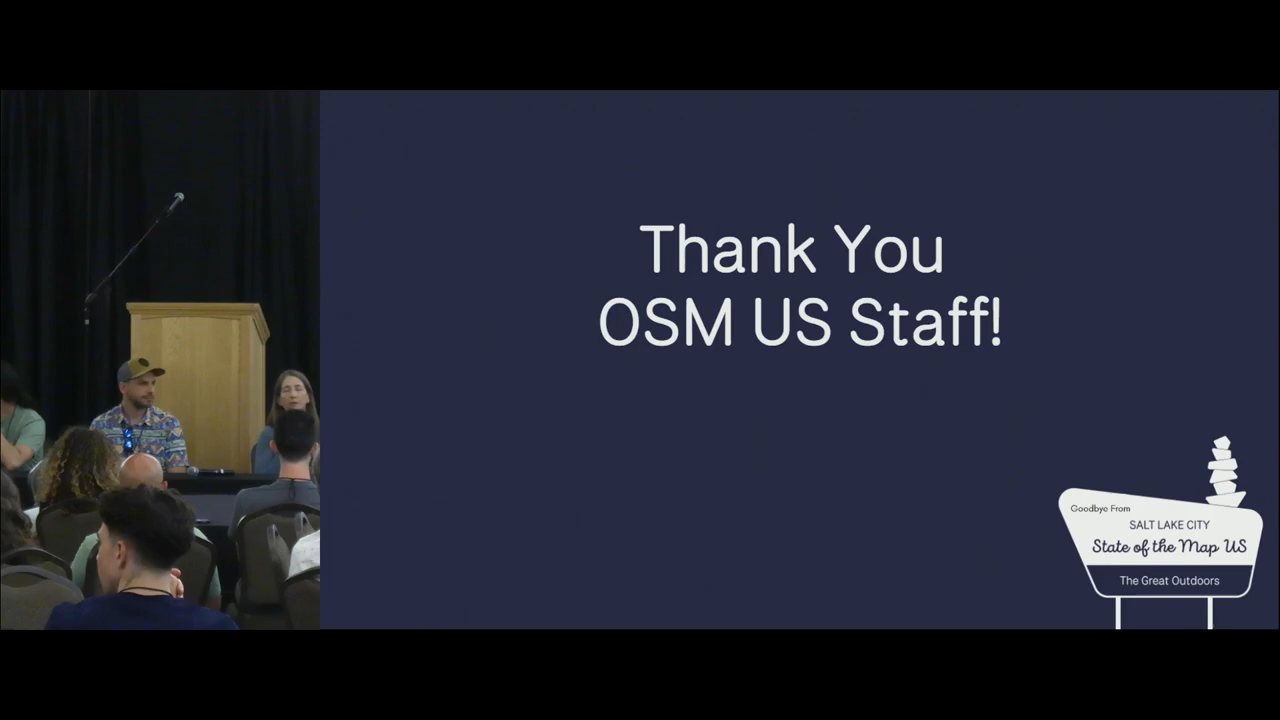 Thank You
OSM US Staff!
Goodbye From
SALT LAKE CITY
State of the Map US
The Great Outdoors